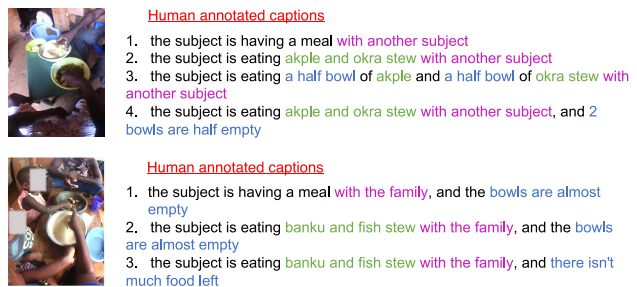 Human annotated captions
1. the subject is having a meal with another subject
2. the subject is eating akple and okra stew with another subject
3. the subject is eating a half bowl of akple and a half bowl of okra stew with
another subject
4. the subject is eating akple and okra stew with another subject, and 2
bowls are half empty
Human annotated captions
1. the subject is having a meal with the family, and the bowls are almost
empty
2. the subject is eating banku and fish stew with the family, and the bowls
are almost empty
3. the subject is eating banku and fish stew with the family, and there isn't
much food left